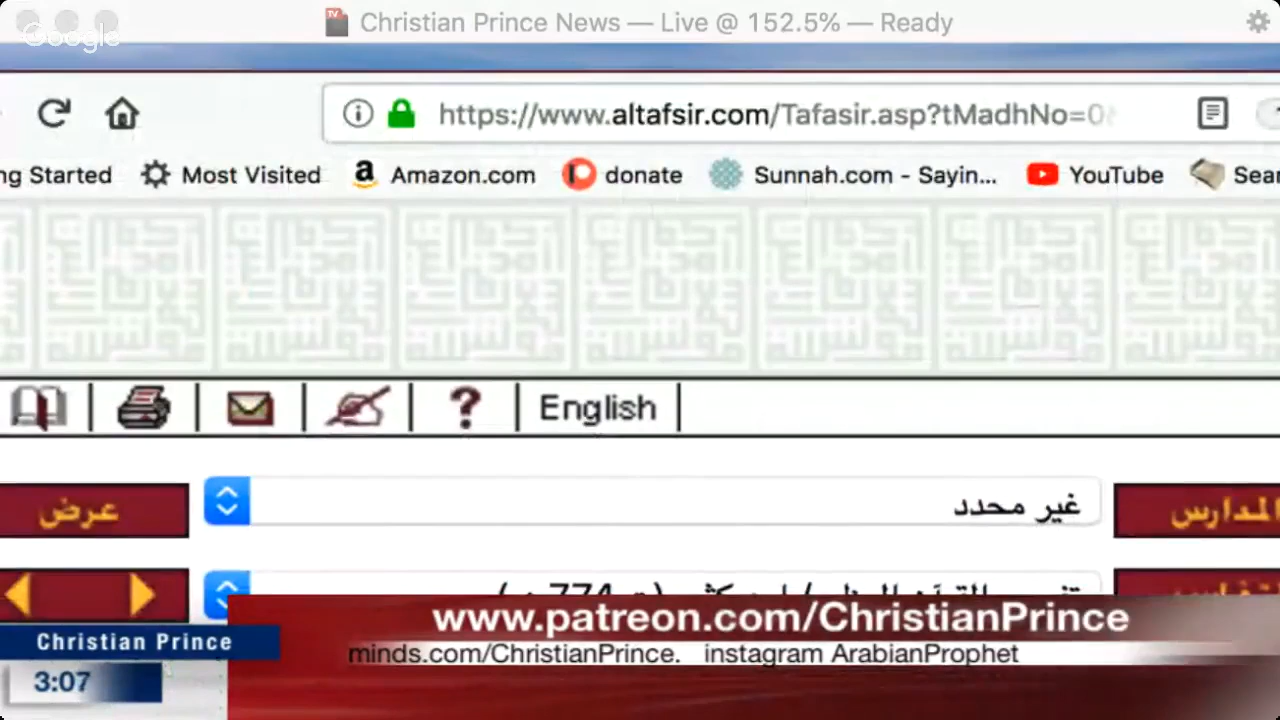 Google
Christian Prince News — Live @ 152.5% — Ready
https://www.altafsir.com/Tafasir.asp?tMadhNo=0&
ng Started Most Visited Amazon.com donate Sunnah.com - Sayin... YouTube Sear
English
عرض غير محدد المدارس
www.patreon.com/ChristianPrince
Christian Prince
minds.com/ChristianPrince. instagram ArabianProphet
3:07